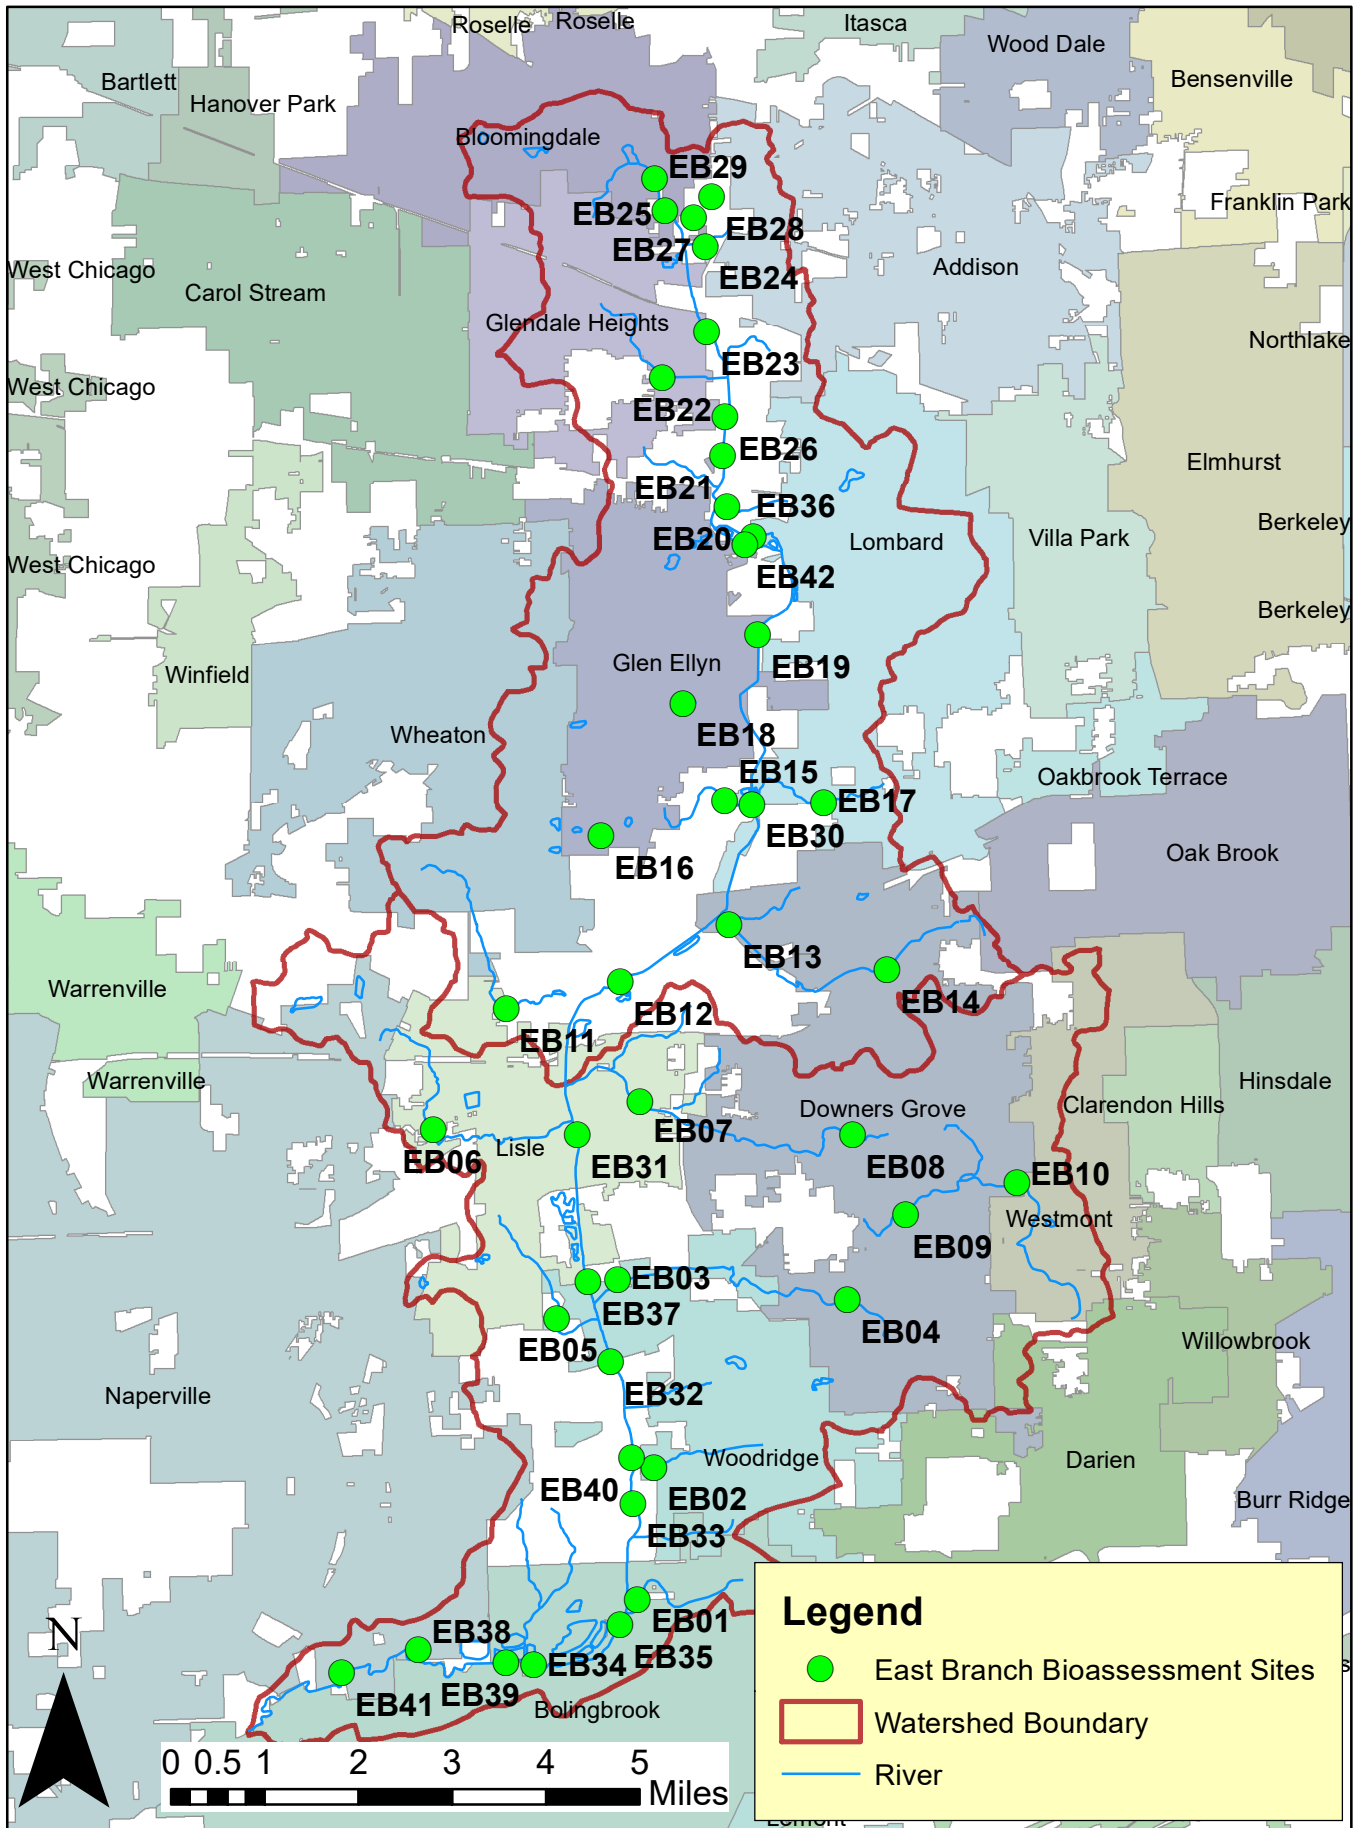 Roselle
Roselle
Itasca
Wood Dale
Bartlett
Hanover Park
Bensenville
Bloomingdale
EB29
EB25
EB28
Franklin Park
EB27
EB24
Addison
West Chicago
Carol Stream
Glendale Heights
EB23
Northlake
West Chicago
EB22
EB26
Elmhurst
EB21
EB36
EB20
Lombard
Villa Park
Berkeley
West Chicago
EB42
Berkeley
Winfield
Glen Ellyn
EB19
Wheaton
EB18
EB15
Oakbrook Terrace
EB17
EB30
EB16
Oak Brook
EB13
Warrenville
EB14
EB12
EB11
Warrenville
Hinsdale
Downers Grove
Clarendon Hills
EB07
EB06
Lisle
EB31
EB08
EB10
Westmont
EB09
EB03
EB37
EB04
EB05
Willowbrook
Naperville
EB32
Woodridge
Darien
EB40
EB02
Burr Ridge
EB33
EB01
EB38
EB35
EB34
EB39
EB41
Bolingbrook
N
0 0.5 1 2 3 4 5
Miles
Legend
East Branch Bioassessment Sites
Watershed Boundary
River